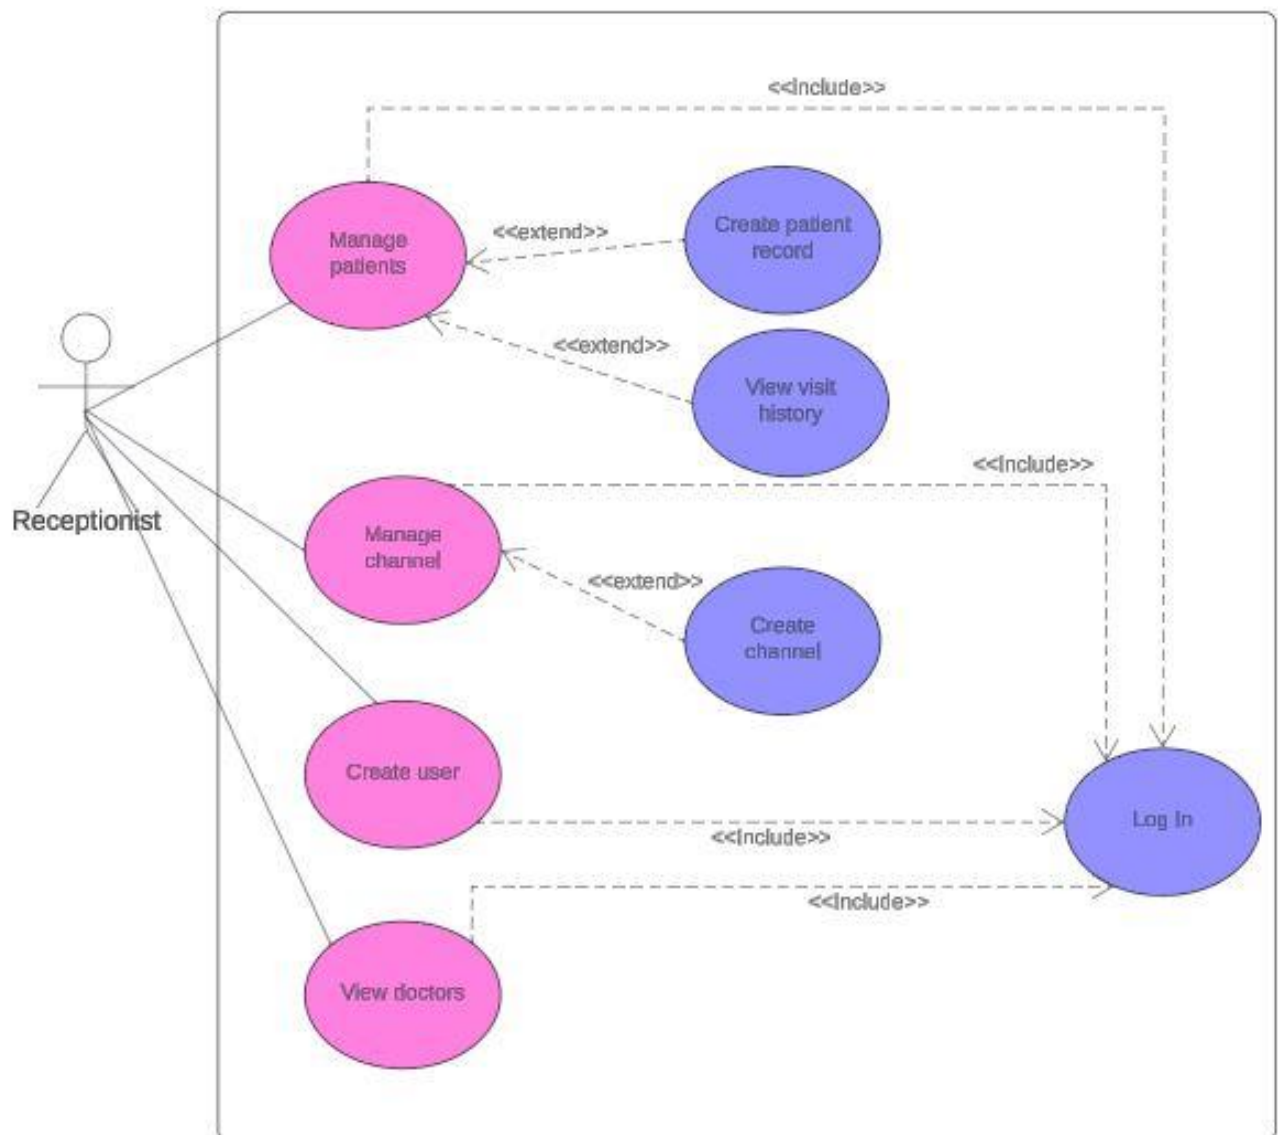 <<Include>>
Manage
patients
<<extend>>
Create patient
record
<<extend>>
View visit
history
Receptionist
<<Include>>
Manage
channel
<<extend>>
Create
channel
Create user
<<Include>>
Log In
<<Include>>
View doctors